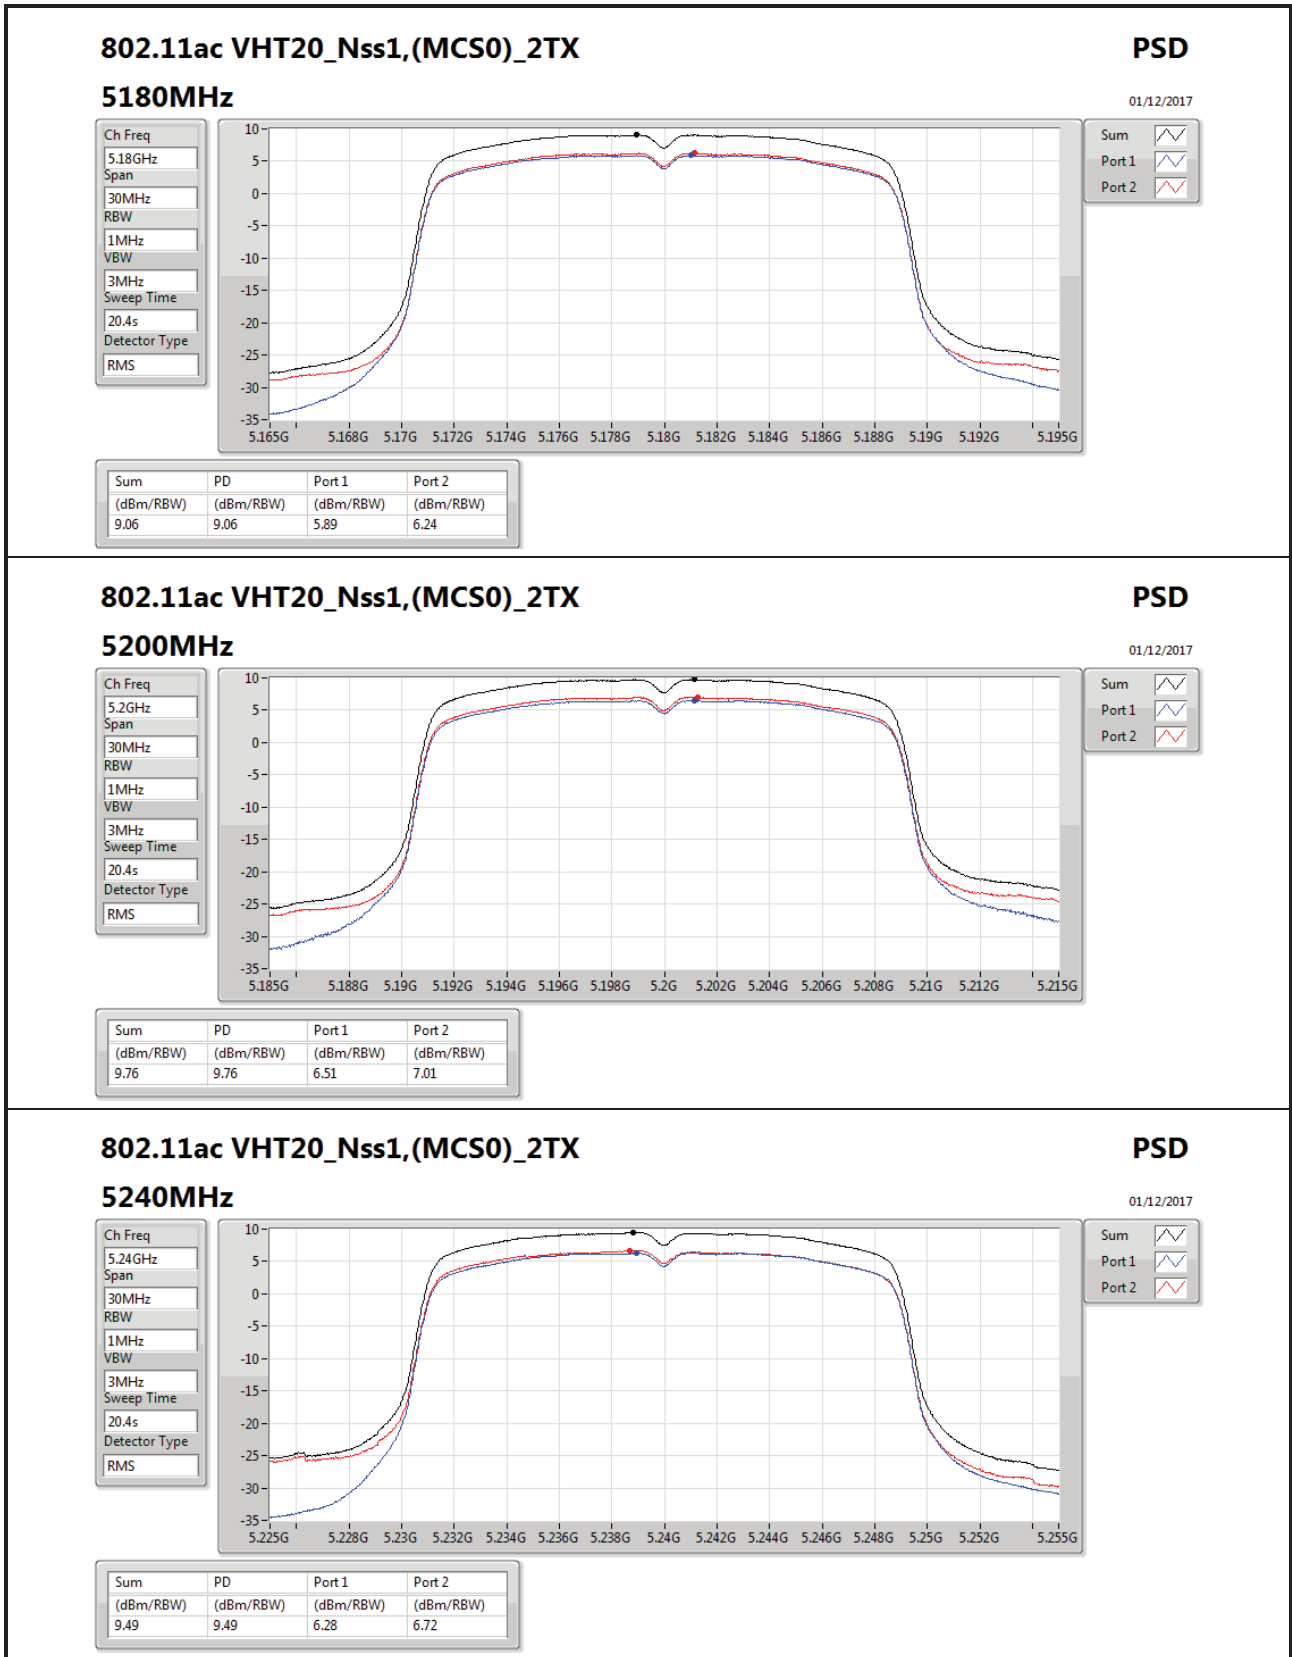 802.11ac VHT20_Nss1,(MCS0)_2TX PSD
5180MHz 01/12/2017
Ch Freq
5.18GHz
Span
30MHz
RBW
1MHz
VBW
3MHz
Sweep Time
20.4s
Detector Type
RMS
10
5
0
-5
-10
-15
-20
-25
-30
-35
5.165G 5.168G 5.17G 5.172G 5.174G 5.176G 5.178G 5.18G 5.182G 5.184G 5.186G 5.188G 5.19G 5.192G 5.195G
Sum
Port 1
Port 2
Sum PD Port 1 Port 2
(dBm/RBW) (dBm/RBW) (dBm/RBW) (dBm/RBW)
9.06 9.06 5.89 6.24
802.11ac VHT20_Nss1,(MCS0)_2TX PSD
5200MHz 01/12/2017
Ch Freq
5.2GHz
Span
30MHz
RBW
1MHz
VBW
3MHz
Sweep Time
20.4s
Detector Type
RMS
10
5
0
-5
-10
-15
-20
-25
-30
-35
5.185G 5.188G 5.19G 5.192G 5.194G 5.196G 5.198G 5.2G 5.202G 5.204G 5.206G 5.208G 5.21G 5.212G 5.215G
Sum
Port 1
Port 2
Sum PD Port 1 Port 2
(dBm/RBW) (dBm/RBW) (dBm/RBW) (dBm/RBW)
9.76 9.76 6.51 7.01
802.11ac VHT20_Nss1,(MCS0)_2TX PSD
5240MHz 01/12/2017
Ch Freq
5.24GHz
Span
30MHz
RBW
1MHz
VBW
3MHz
Sweep Time
20.4s
Detector Type
RMS
10
5
0
-5
-10
-15
-20
-25
-30
-35
5.225G 5.228G 5.23G 5.232G 5.234G 5.236G 5.238G 5.24G 5.242G 5.244G 5.246G 5.248G 5.25G 5.252G 5.255G
Sum
Port 1
Port 2
Sum PD Port 1 Port 2
(dBm/RBW) (dBm/RBW) (dBm/RBW) (dBm/RBW)
9.49 9.49 6.28 6.72